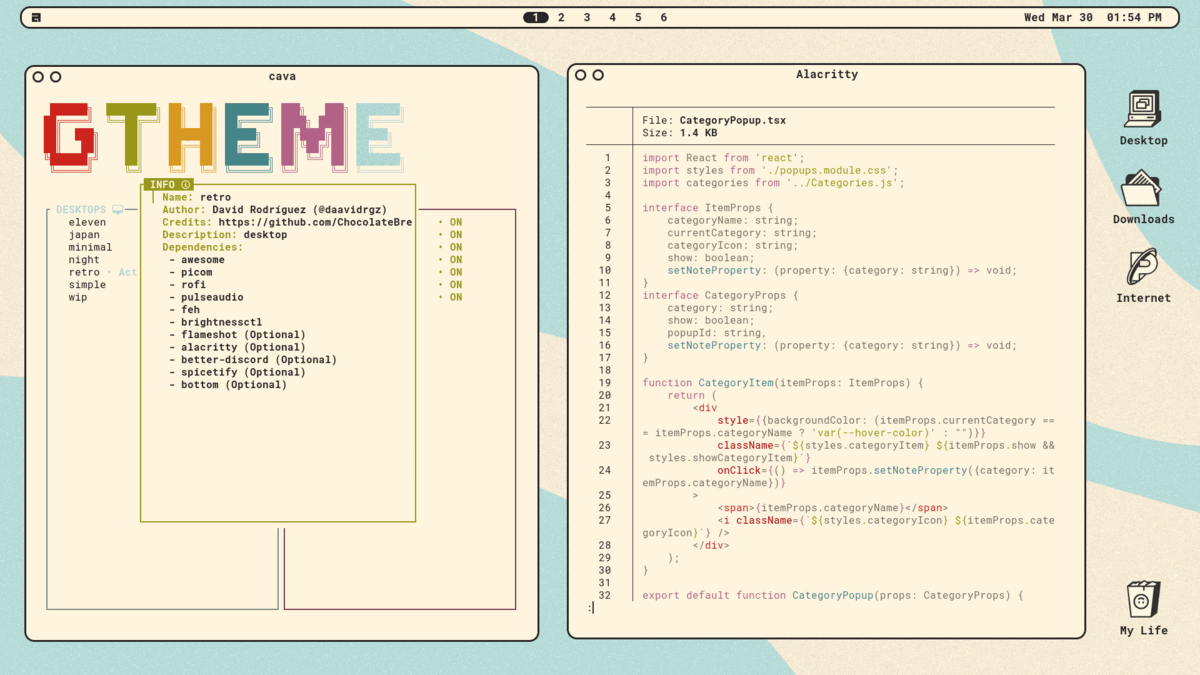 1 2 3 4 5 6
Wed Mar 30 01:54 PM
cava
GTHEME
INFO
Name: retro
Author: David Rodríguez (@daavidrgz)
Credits: https://github.com/ChocolateBre
Description: desktop
Dependencies:
- awesome
- picom
- rofi
- pulseaudio
- feh
- brightnessctl
- flameshot (Optional)
- alacritty (Optional)
- better-discord (Optional)
- spicetify (Optional)
- bottom (Optional)
DESKTOPS
eleven
japan
minimal
night
retro · Act
simple
wip
· ON
· ON
· ON
· ON
· ON
· ON
· ON
Alacritty
File: CategoryPopup.tsx
Size: 1.4 KB
1 import React from 'react';
2 import styles from './popups.module.css';
3 import categories from '../Categories.js';
4
5 interface ItemProps {
6 categoryName: string;
7 currentCategory: string;
8 categoryIcon: string;
9 show: boolean;
10 setNoteProperty: (property: {category: string}) => void;
11 }
12 interface CategoryProps {
13 category: string;
14 show: boolean;
15 popupId: string,
16 setNoteProperty: (property: {category: string}) => void;
17 }
18
19 function CategoryItem(itemProps: ItemProps) {
20 return (
21 <div
22 style={{backgroundColor: (itemProps.currentCategory ==
= itemProps.categoryName ? 'var(--hover-color)' : "")}}
23 className={`${styles.categoryItem} ${itemProps.show &&
styles.showCategoryItem}`}
24 onClick={() => itemProps.setNoteProperty({category: it
emProps.categoryName})}
25 >
26 <span>{itemProps.categoryName}</span>
27 <i className={`${styles.categoryIcon} ${itemProps.cate
goryIcon}`} />
28 </div>
29 );
30 }
31
32 export default function CategoryPopup(props: CategoryProps) {
:
Desktop
Downloads
Internet
My Life